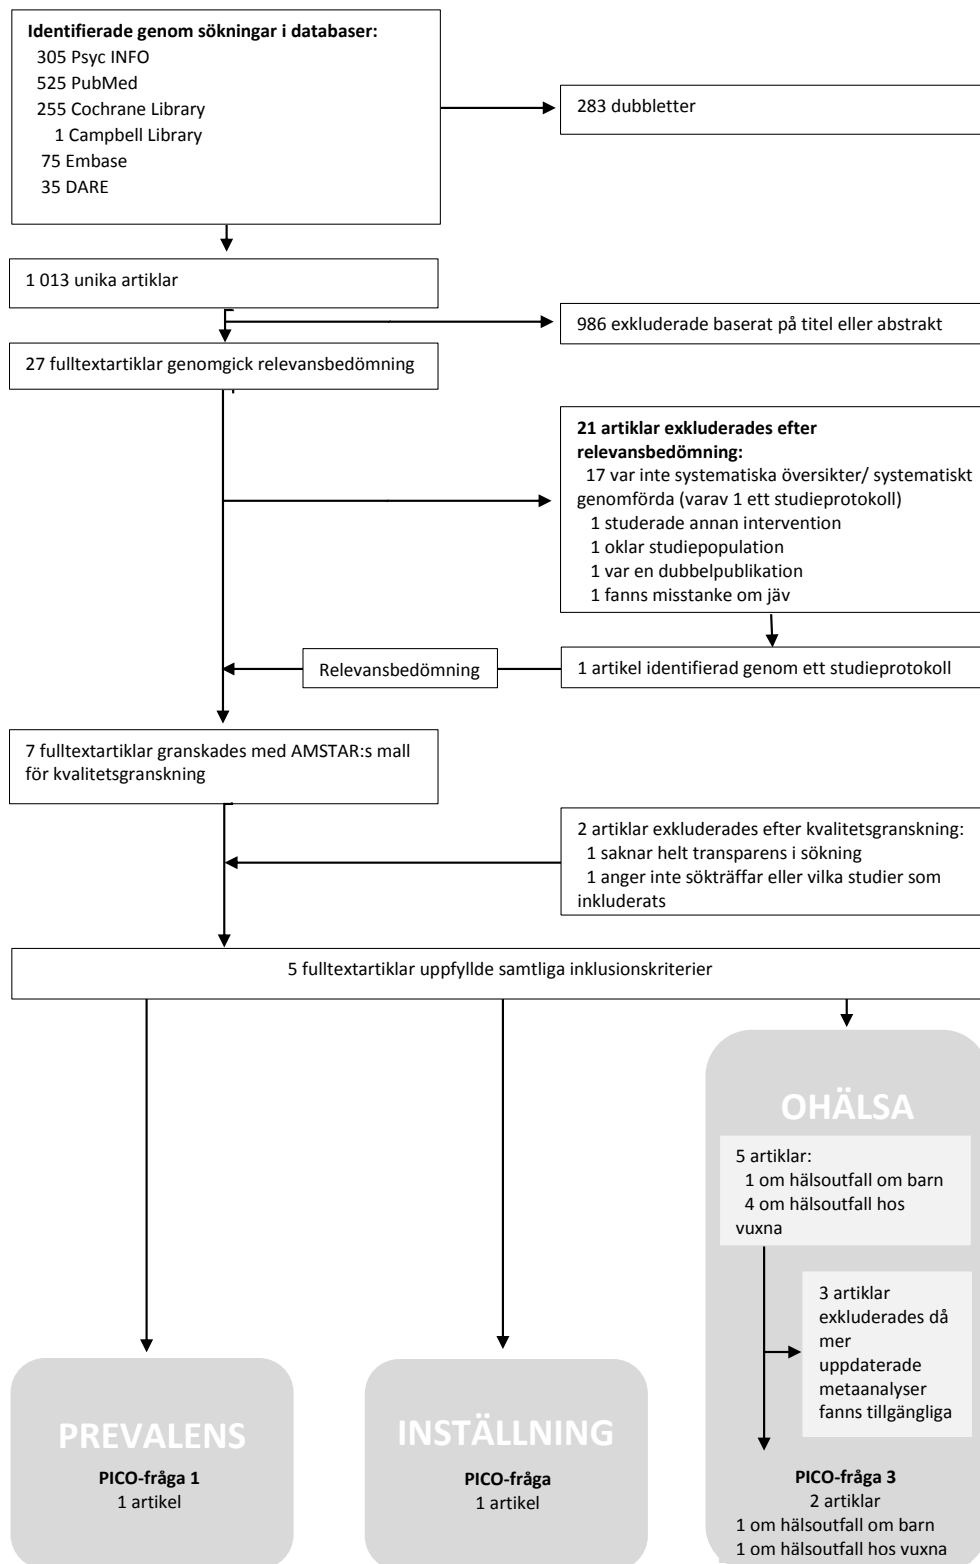 Identifierade genom sökningar i databaser:
305 Psyc INFO
525 PubMed
255 Cochrane Library
1 Campbell Library
75 Embase
35 DARE
283 dubbletter
1 013 unika artiklar
986 exkluderade baserat på titel eller abstrakt
27 fulltextartiklar genomgick relevansbedömning
21 artiklar exkluderades efter
relevansbedömning:
17 var inte systematiska översikter/ systematiskt
genomförda (varav 1 ett studieprotokoll)
1 studerade annan intervention
1 oklar studiepopulation
1 var en dubbelpublikation
1 fanns misstanke om jäv
Relevansbedömning
1 artikel identifierad genom ett studieprotokoll
7 fulltextartiklar granskades med AMSTAR:s mall
för kvalitetsgranskning
2 artiklar exkluderades efter kvalitetsgranskning:
1 saknar helt transparens i sökning
1 anger inte sökträffar eller vilka studier som
inkluderats
5 fulltextartiklar uppfyllde samtliga inklusionskriterier
OHÄLSA
5 artiklar:
1 om hälsoutfall om barn
4 om hälsoutfall hos
vuxna
3 artiklar
exkluderades då
mer
uppdaterade
metaanalyser
fanns tillgängliga
PREVALENS
PICO-fråga 1
1 artikel
INSTÄLLNING
PICO-fråga
1 artikel
PICO-fråga 3
2 artiklar
1 om hälsoutfall om barn
1 om hälsoutfall hos vuxna